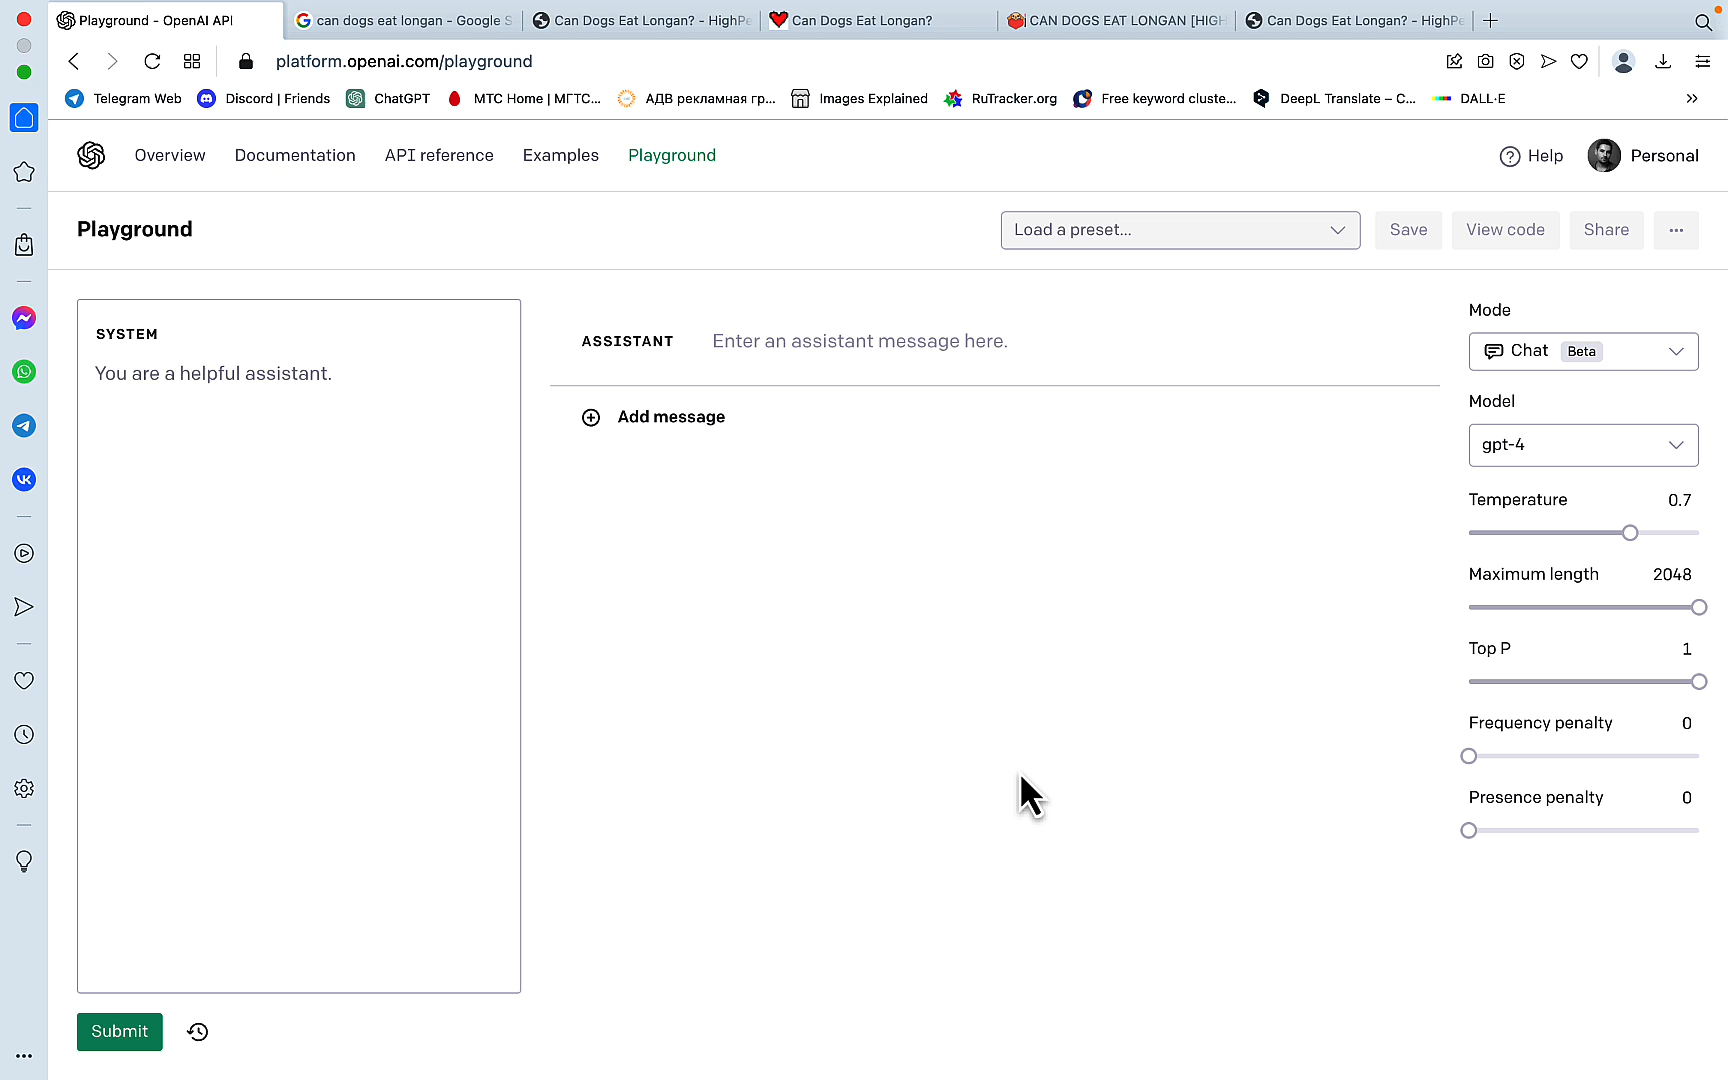 Playground - OpenAI API
can dogs eat longan - Google S
Can Dogs Eat Longan? - HighPe
Can Dogs Eat Longan?
CAN DOGS EAT LONGAN [HIGH
Can Dogs Eat Longan? - HighPe
platform.openai.com/playground
Telegram Web
Discord | Friends
ChatGPT
МТС Home | МГТС...
АДВ рекламная гр...
Images Explained
RuTracker.org
Free keyword cluste...
DeepL Translate – C...
DALL·E
Overview
Documentation
API reference
Examples
Playground
Help
Personal
Playground
Load a preset...
Save
View code
Share
...
SYSTEM
You are a helpful assistant.
ASSISTANT
Enter an assistant message here.
Add message
Mode
Chat Beta
Model
gpt-4
Temperature 0.7
Maximum length 2048
Top P 1
Frequency penalty 0
Presence penalty 0
Submit